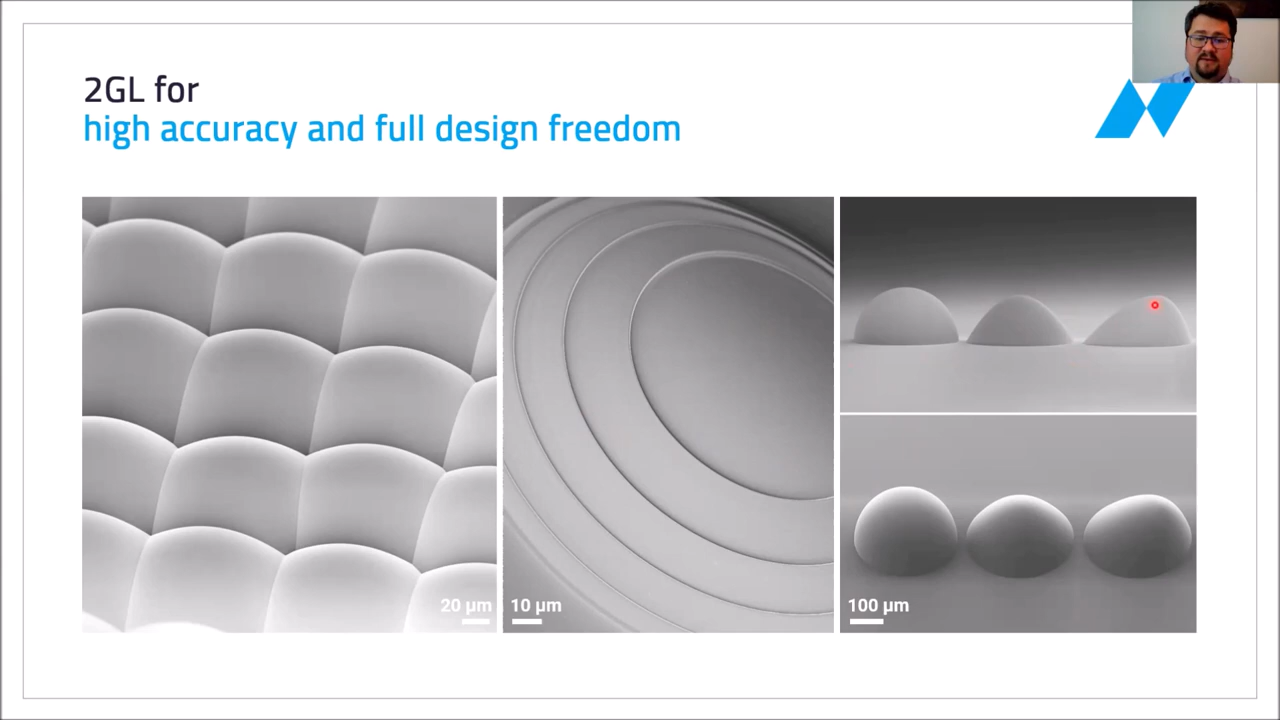 2GL for
high accuracy and full design freedom
20 µm
10 µm
100 µm